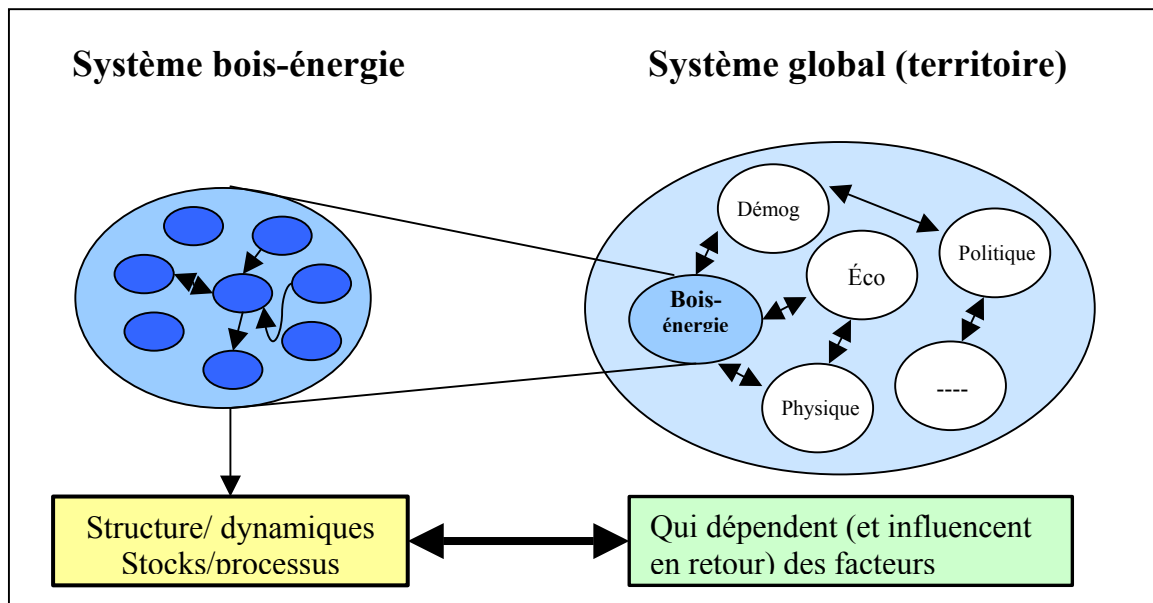 Système bois-énergie
Système global (territoire)
Démog
Politique
Éco
Bois-
énergie
Physique
----
Structure/ dynamiques
Stocks/processus
Qui dépendent (et influencent
en retour) des facteurs